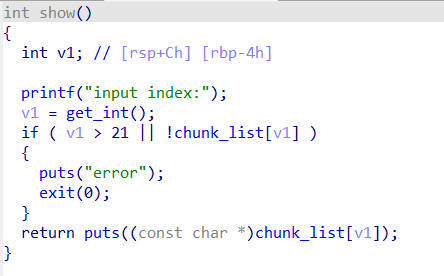 int show()
{
int v1; // [rsp+Ch] [rbp-4h]
printf("input index:");
v1 = get_int();
if ( v1 > 21 || !chunk_list[v1] )
{
puts("error");
exit(0);
}
return puts((const char *)chunk_list[v1]);
}